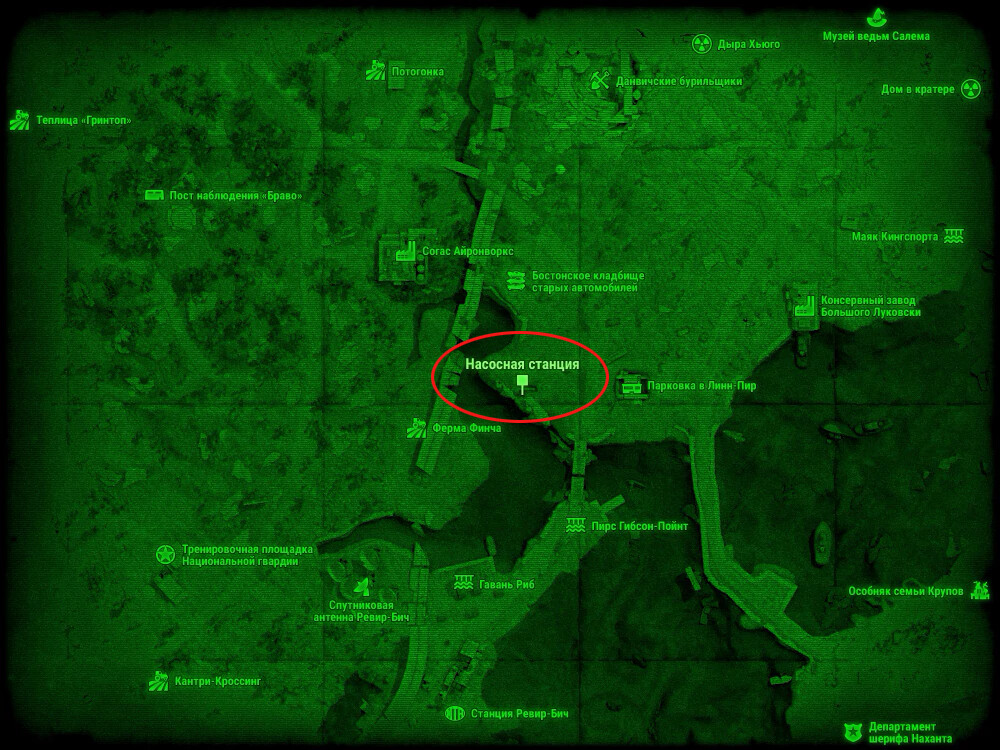 Музей ведьм Салема
Дыра Хьюго
Потогонка
Данвичские бурильщики
Дом в кратере
Теплица «Гринтоп»
Пост наблюдения «Браво»
Маяк Кингспорта
Согас Айронворкс
Бостонское кладбище
старых автомобилей
Консервный завод
Большого Луковски
Насосная станция
Парковка в Линн-Пир
Ферма Финча
Пирс Гибсон-Пойнт
Тренировочная площадка
Национальной гвардии
Гавань Риб
Особняк семьи Крупов
Спутниковая
антенна Ревир-Бич
Кантри-Кроссинг
Станция Ревир-Бич
Департамент
шерифа Наханта